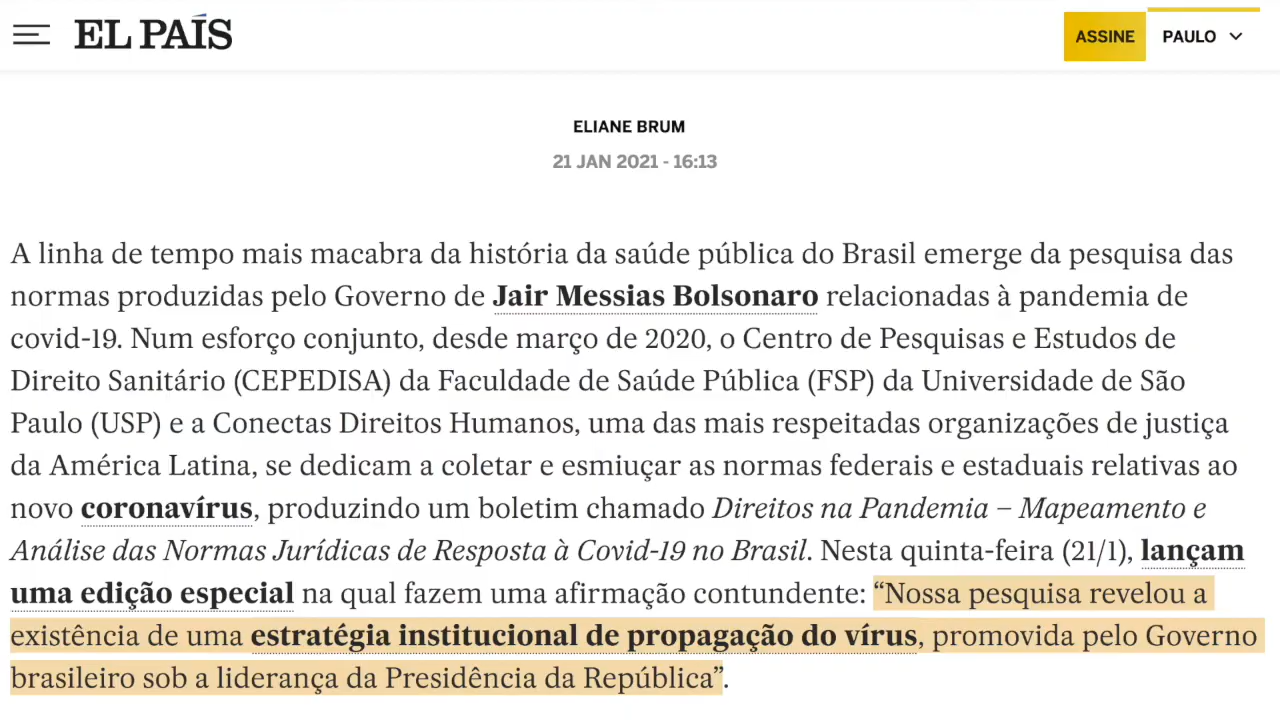 EL PAÍS
ASSINE
PAULO
ELIANE BRUM
21 JAN 2021 - 16:13
A linha de tempo mais macabra da história da saúde pública do Brasil emerge da pesquisa das
normas produzidas pelo Governo de Jair Messias Bolsonaro relacionadas à pandemia de
covid-19. Num esforço conjunto, desde março de 2020, o Centro de Pesquisas e Estudos de
Direito Sanitário (CEPEDISA) da Faculdade de Saúde Pública (FSP) da Universidade de São
Paulo (USP) e a Conectas Direitos Humanos, uma das mais respeitadas organizações de justiça
da América Latina, se dedicam a coletar e esmiuçar as normas federais e estaduais relativas ao
novo coronavírus, produzindo um boletim chamado Direitos na Pandemia – Mapeamento e
Análise das Normas Jurídicas de Resposta à Covid-19 no Brasil. Nesta quinta-feira (21/1), lançam
uma edição especial na qual fazem uma afirmação contundente: “Nossa pesquisa revelou a
existência de uma estratégia institucional de propagação do vírus, promovida pelo Governo
brasileiro sob a liderança da Presidência da República”.